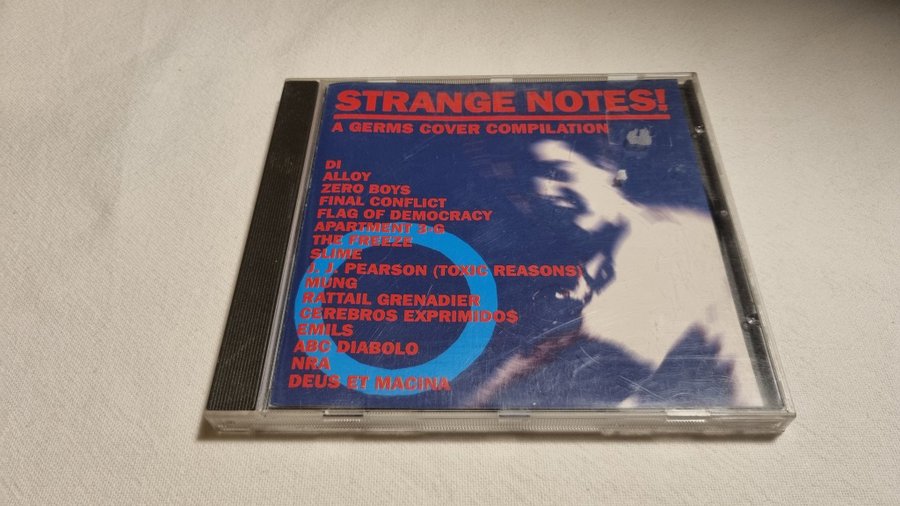 STRANGE NOTES!
A GERMS COVER COMPILATION
DI
ALLOY
ZERO BOYS
FINAL CONFLICT
FLAG OF DEMOCRACY
APARTMENT 3-G
THE FREEZE
SLIME
J. J. PEARSON (TOXIC REASONS)
MUNG
RATTAIL GRENADIER
CEREBROS EXPRIMIDOS
EMILS
ABC DIABOLO
NRA
DEUS ET MACINA